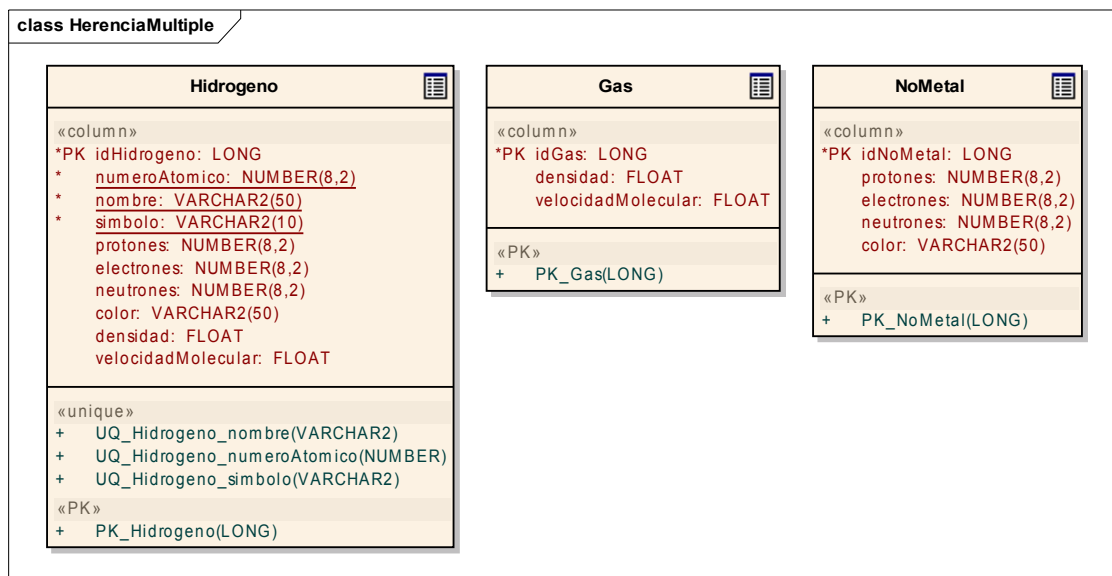 class HerenciaMultiple
Hidrogeno
«column»
*PK idHidrogeno: LONG
* numeroAtomico: NUMBER(8,2)
* nombre: VARCHAR2(50)
* simbolo: VARCHAR2(10)
protones: NUMBER(8,2)
electrones: NUMBER(8,2)
neutrones: NUMBER(8,2)
color: VARCHAR2(50)
densidad: FLOAT
velocidadMolecular: FLOAT
«unique»
+ UQ_Hidrogeno_nombre(VARCHAR2)
+ UQ_Hidrogeno_numeroAtomico(NUMBER)
+ UQ_Hidrogeno_simbolo(VARCHAR2)
«PK»
+ PK_Hidrogeno(LONG)
Gas
«column»
*PK idGas: LONG
densidad: FLOAT
velocidadMolecular: FLOAT
«PK»
+ PK_Gas(LONG)
NoMetal
«column»
*PK idNoMetal: LONG
protones: NUMBER(8,2)
electrones: NUMBER(8,2)
neutrones: NUMBER(8,2)
color: VARCHAR2(50)
«PK»
+ PK_NoMetal(LONG)